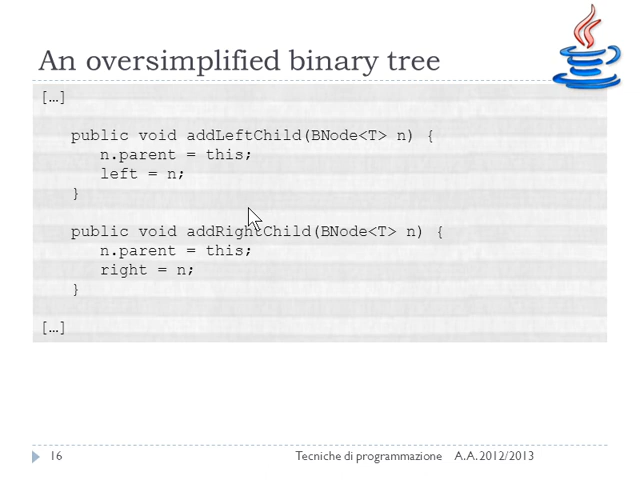 An oversimplified binary tree
[…]
public void addLeftChild(BNode<T> n) {
n.parent = this;
left = n;
}
public void addRightChild(BNode<T> n) {
n.parent = this;
right = n;
}
[…]
16 Tecniche di programmazione A.A. 2012/2013